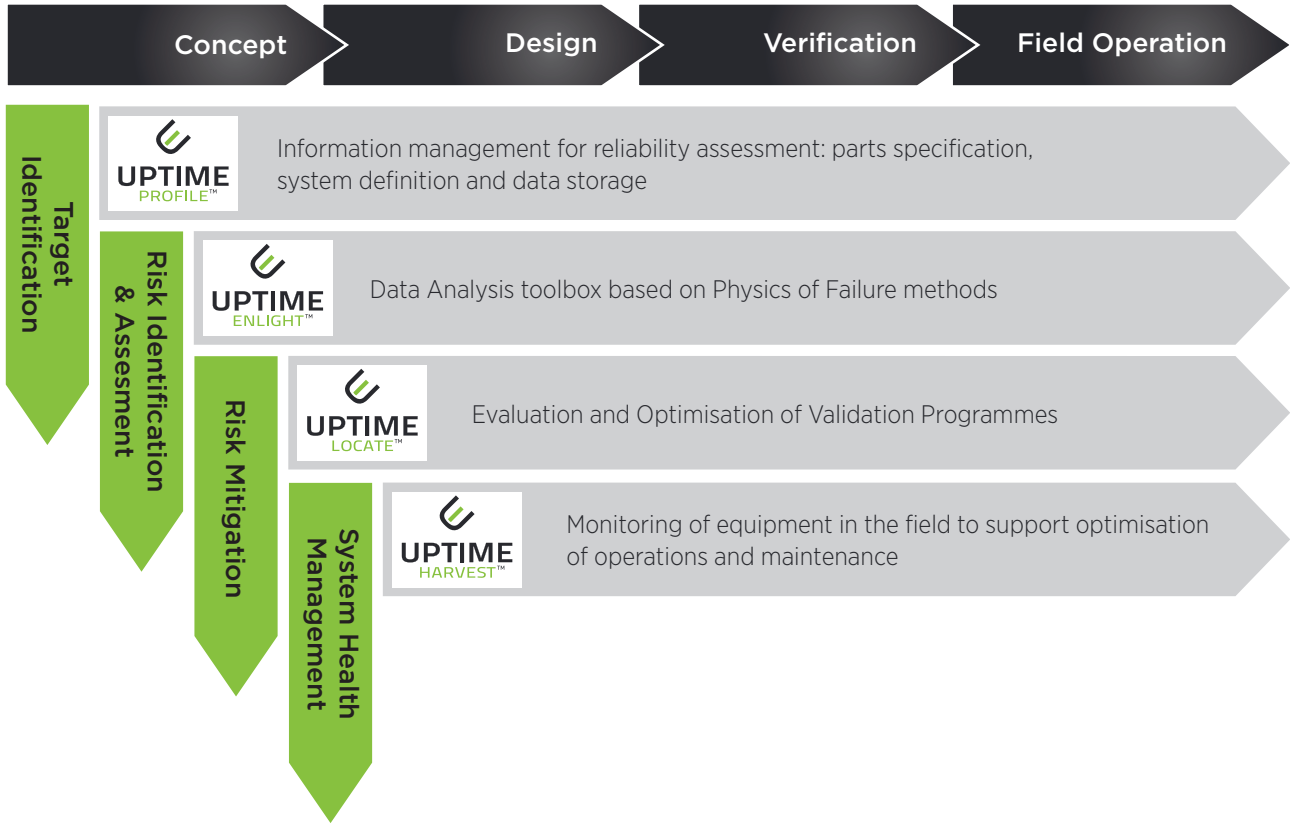 Concept
Design
Verification
Field Operation
Target
Identification
UPTIME
PROFILE™
Information management for reliability assessment: parts specification,
system definition and data storage
Risk Identification
& Assesment
UPTIME
ENLIGHT™
Data Analysis toolbox based on Physics of Failure methods
Risk Mitigation
UPTIME
LOCATE™
Evaluation and Optimisation of Validation Programmes
System Health
Management
UPTIME
HARVEST™
Monitoring of equipment in the field to support optimisation
of operations and maintenance